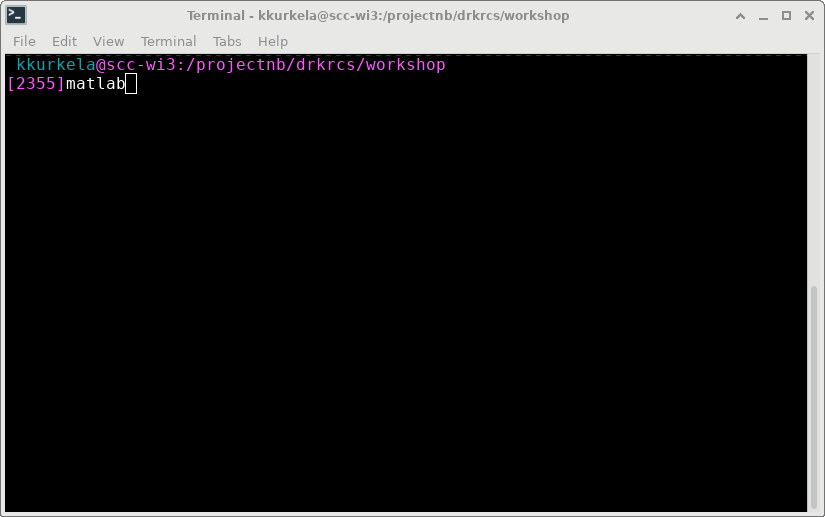 Terminal - kkurkela@scc-wi3:/projectnb/drkrcs/workshop
File Edit View Terminal Tabs Help
kkurkela@scc-wi3:/projectnb/drkrcs/workshop
[2355]matlab